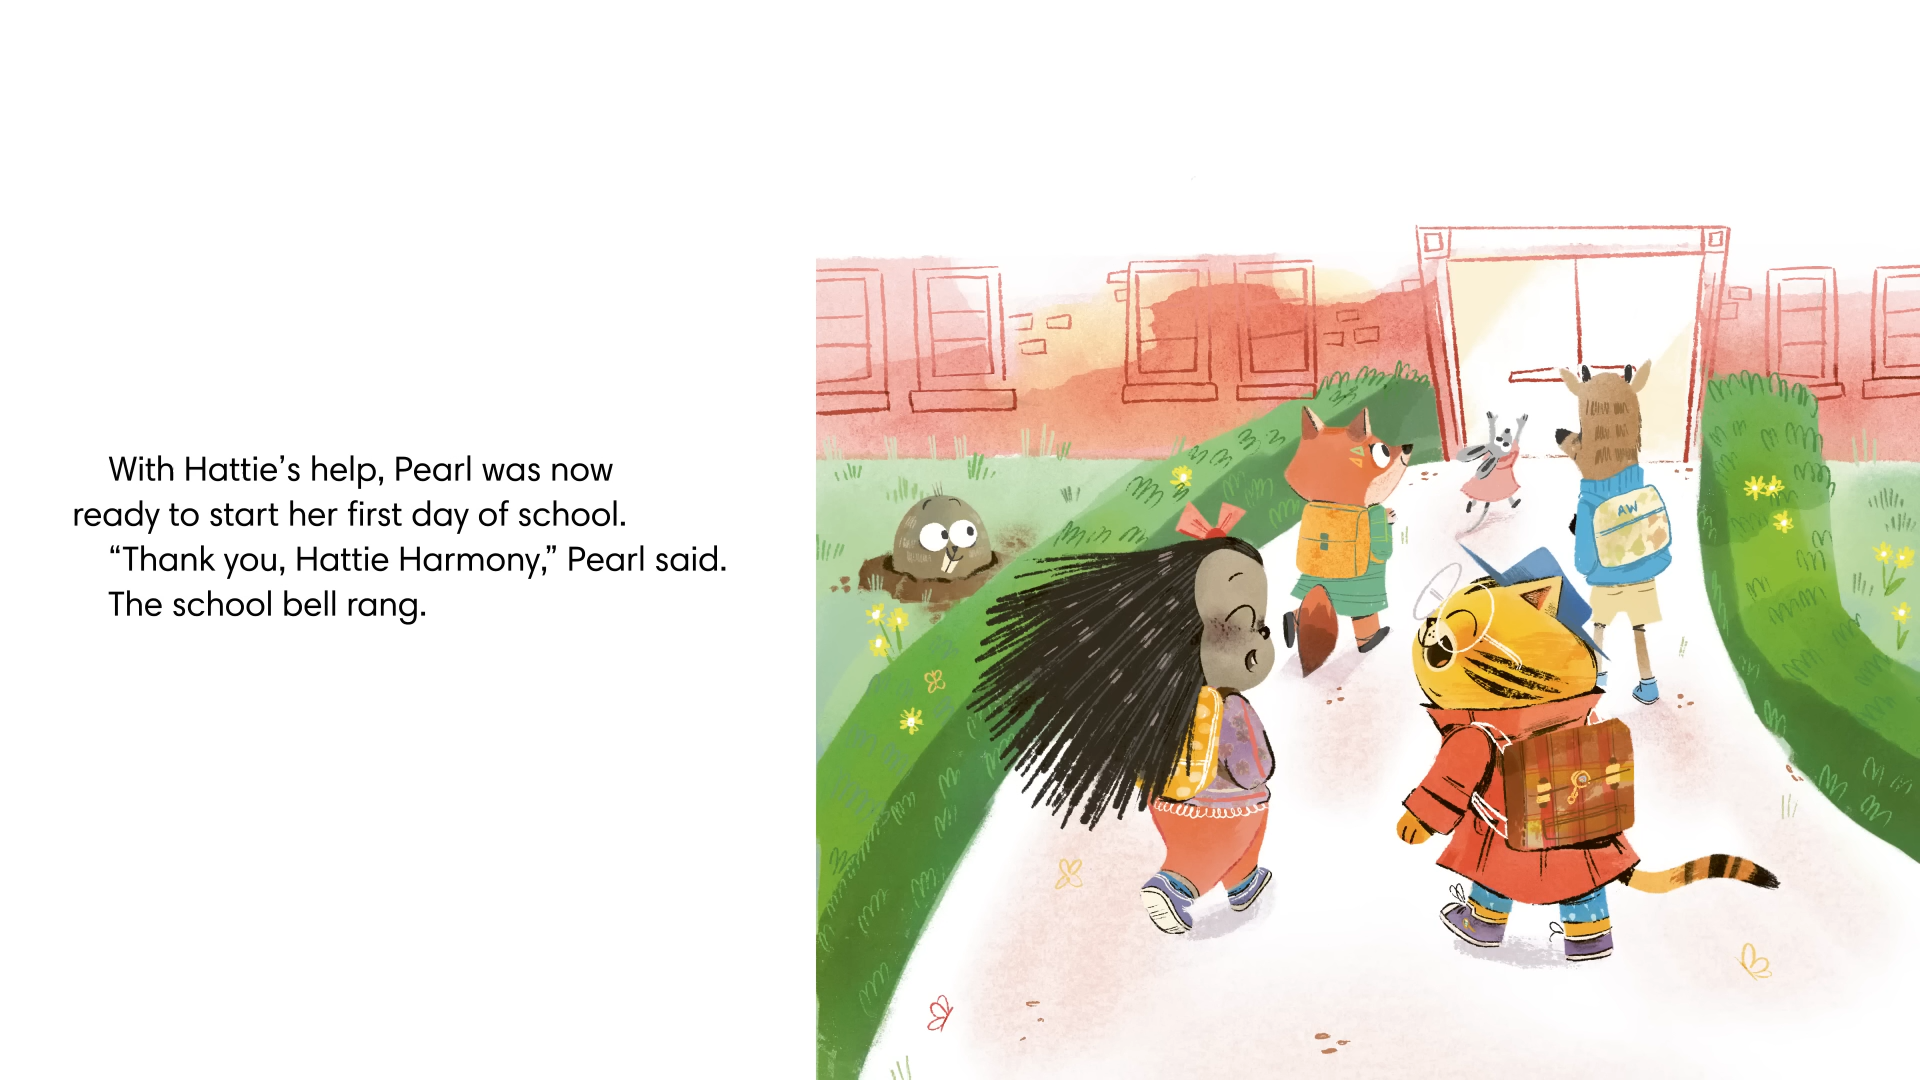 With Hattie’s help, Pearl was now
ready to start her first day of school.
“Thank you, Hattie Harmony,” Pearl said.
The school bell rang.
AW